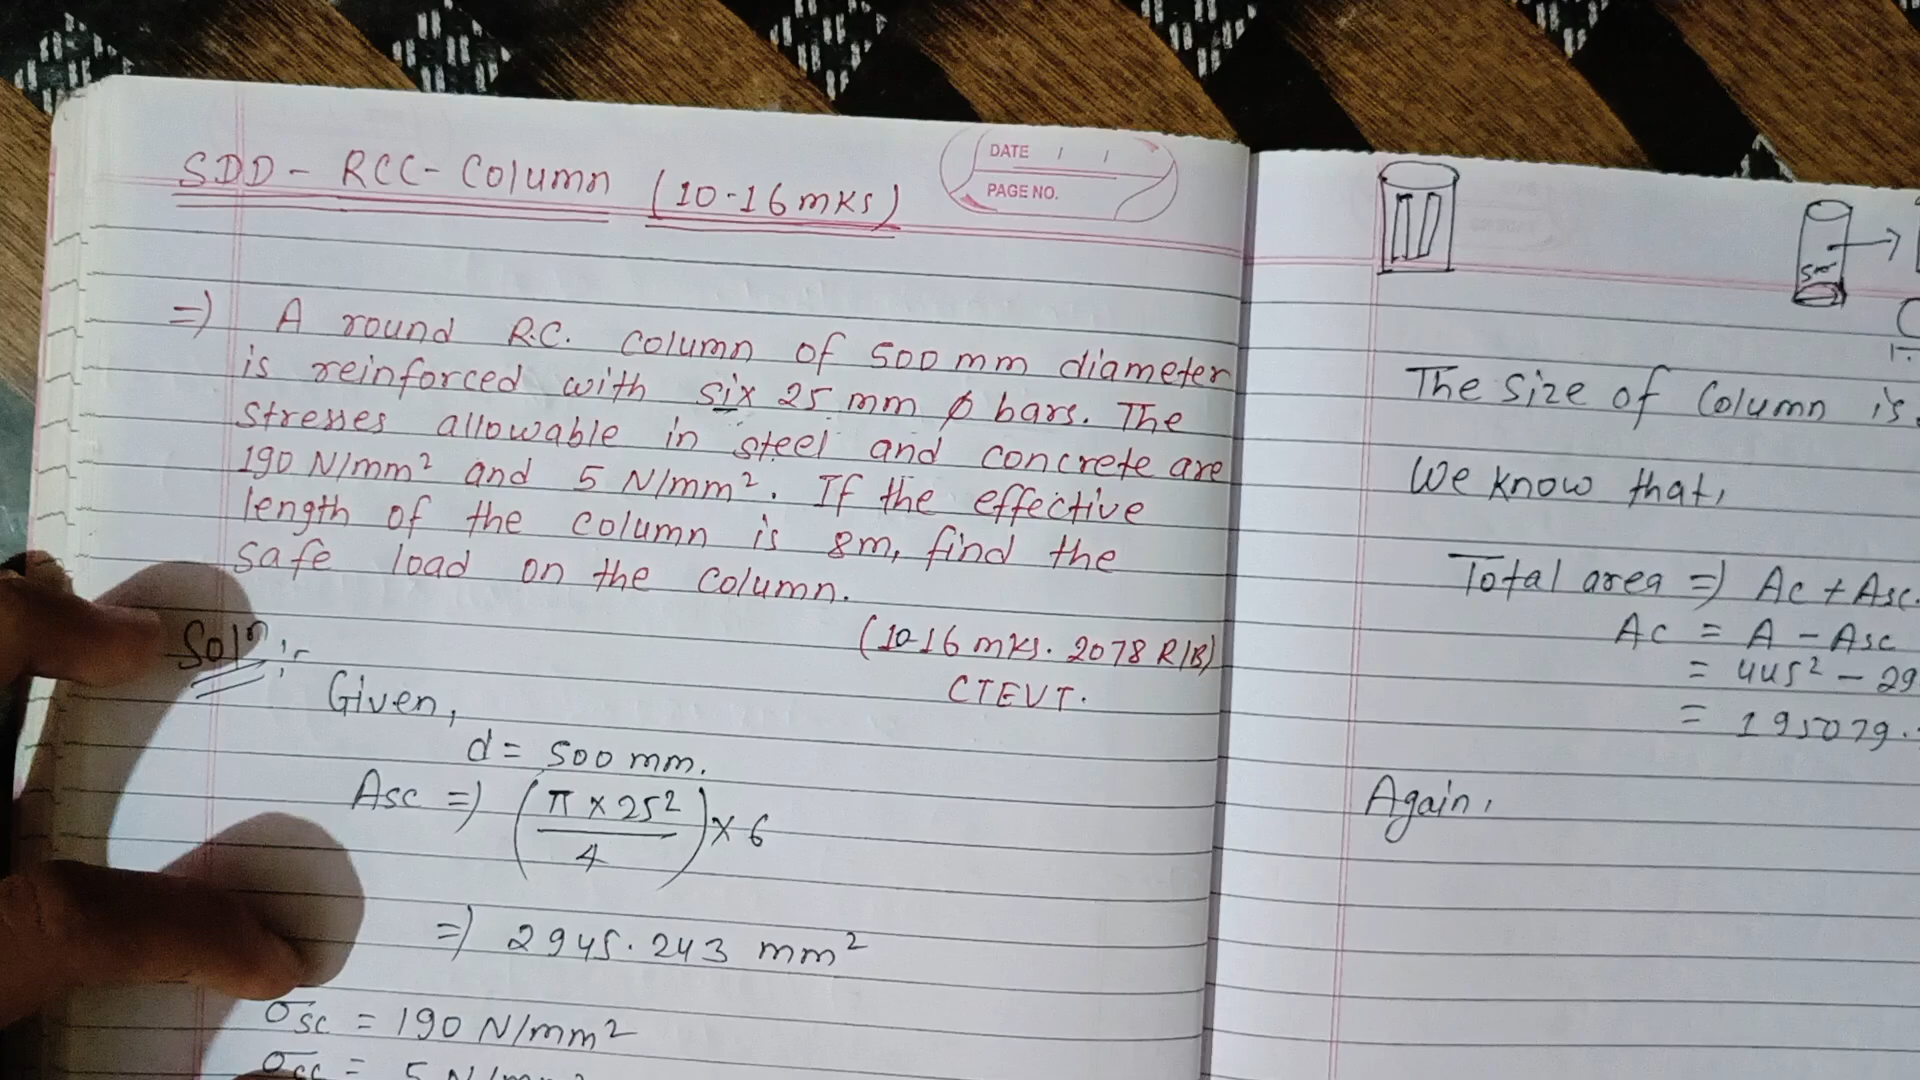 SDD - RCC - Column (10-16 mks)
DATE / /
PAGE NO.
=) A round R.C. column of 500 mm diameter
is reinforced with six 25 mm ϕ bars. The
stresses allowable in steel and concrete are
190 N/mm² and 5 N/mm². If the effective
length of the column is 8m, find the
safe load on the column.
(10-16 mks. 2078 R/B)
CTEVT.
Soln :-
Given,
d = 500 mm.
Asc =) (π × 25² / 4) × 6
=) 2945.243 mm²
σsc = 190 N/mm²
σcc = 5 N/mm²
The size of column is
We know that,
Total area =) Ac + Asc.
Ac = A - Asc
= 445² - 29
= 195079.
Again,